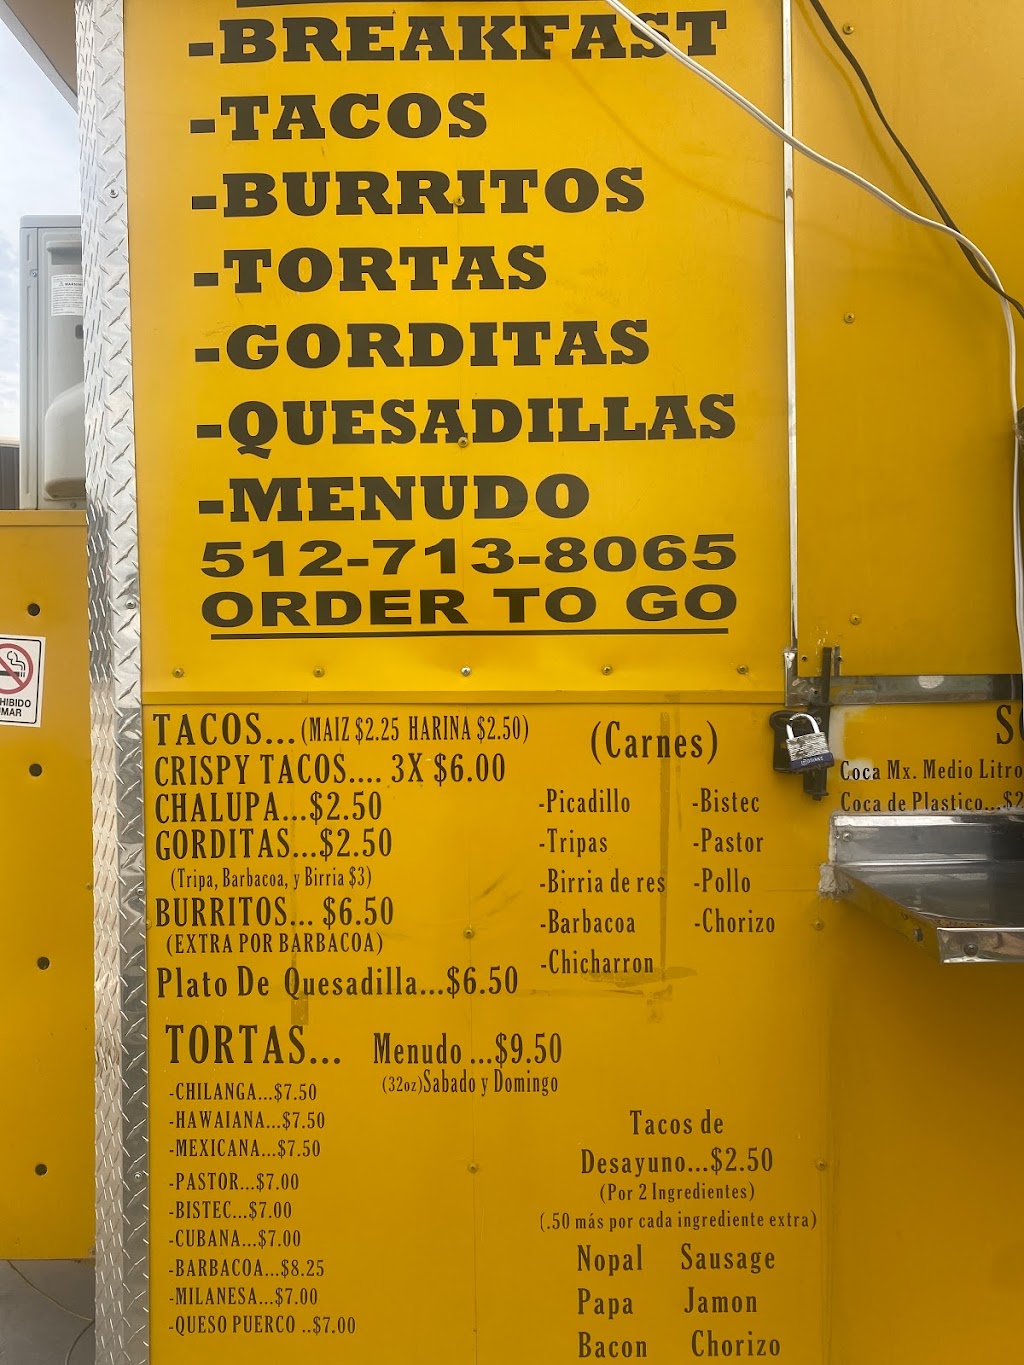 -BREAKFAST
-TACOS
-BURRITOS
-TORTAS
-GORDITAS
-QUESADILLAS
-MENUDO
512-713-8065
ORDER TO GO
HIBIDO
MAR
TACOS...(MAIZ $2.25 HARINA $2.50)
CRISPY TACOS.... 3X $6.00
CHALUPA...$2.50
GORDITAS...$2.50
(Tripa, Barbacoa, y Birria $3)
BURRITOS... $6.50
(EXTRA POR BARBACOA)
Plato De Quesadilla...$6.50
(Carnes)
-Picadillo -Bistec
-Tripas -Pastor
-Birria de res -Pollo
-Barbacoa -Chorizo
-Chicharron
Coca Mx. Medio Litro
Coca de Plastico...$2
TORTAS...
-CHILANGA...$7.50
-HAWAIANA...$7.50
-MEXICANA...$7.50
-PASTOR...$7.00
-BISTEC...$7.00
-CUBANA...$7.00
-BARBACOA...$8.25
-MILANESA...$7.00
-QUESO PUERCO ..$7.00
Menudo ...$9.50
(32oz)Sabado y Domingo
Tacos de
Desayuno...$2.50
(Por 2 Ingredientes)
(.50 más por cada ingrediente extra)
Nopal Sausage
Papa Jamon
Bacon Chorizo